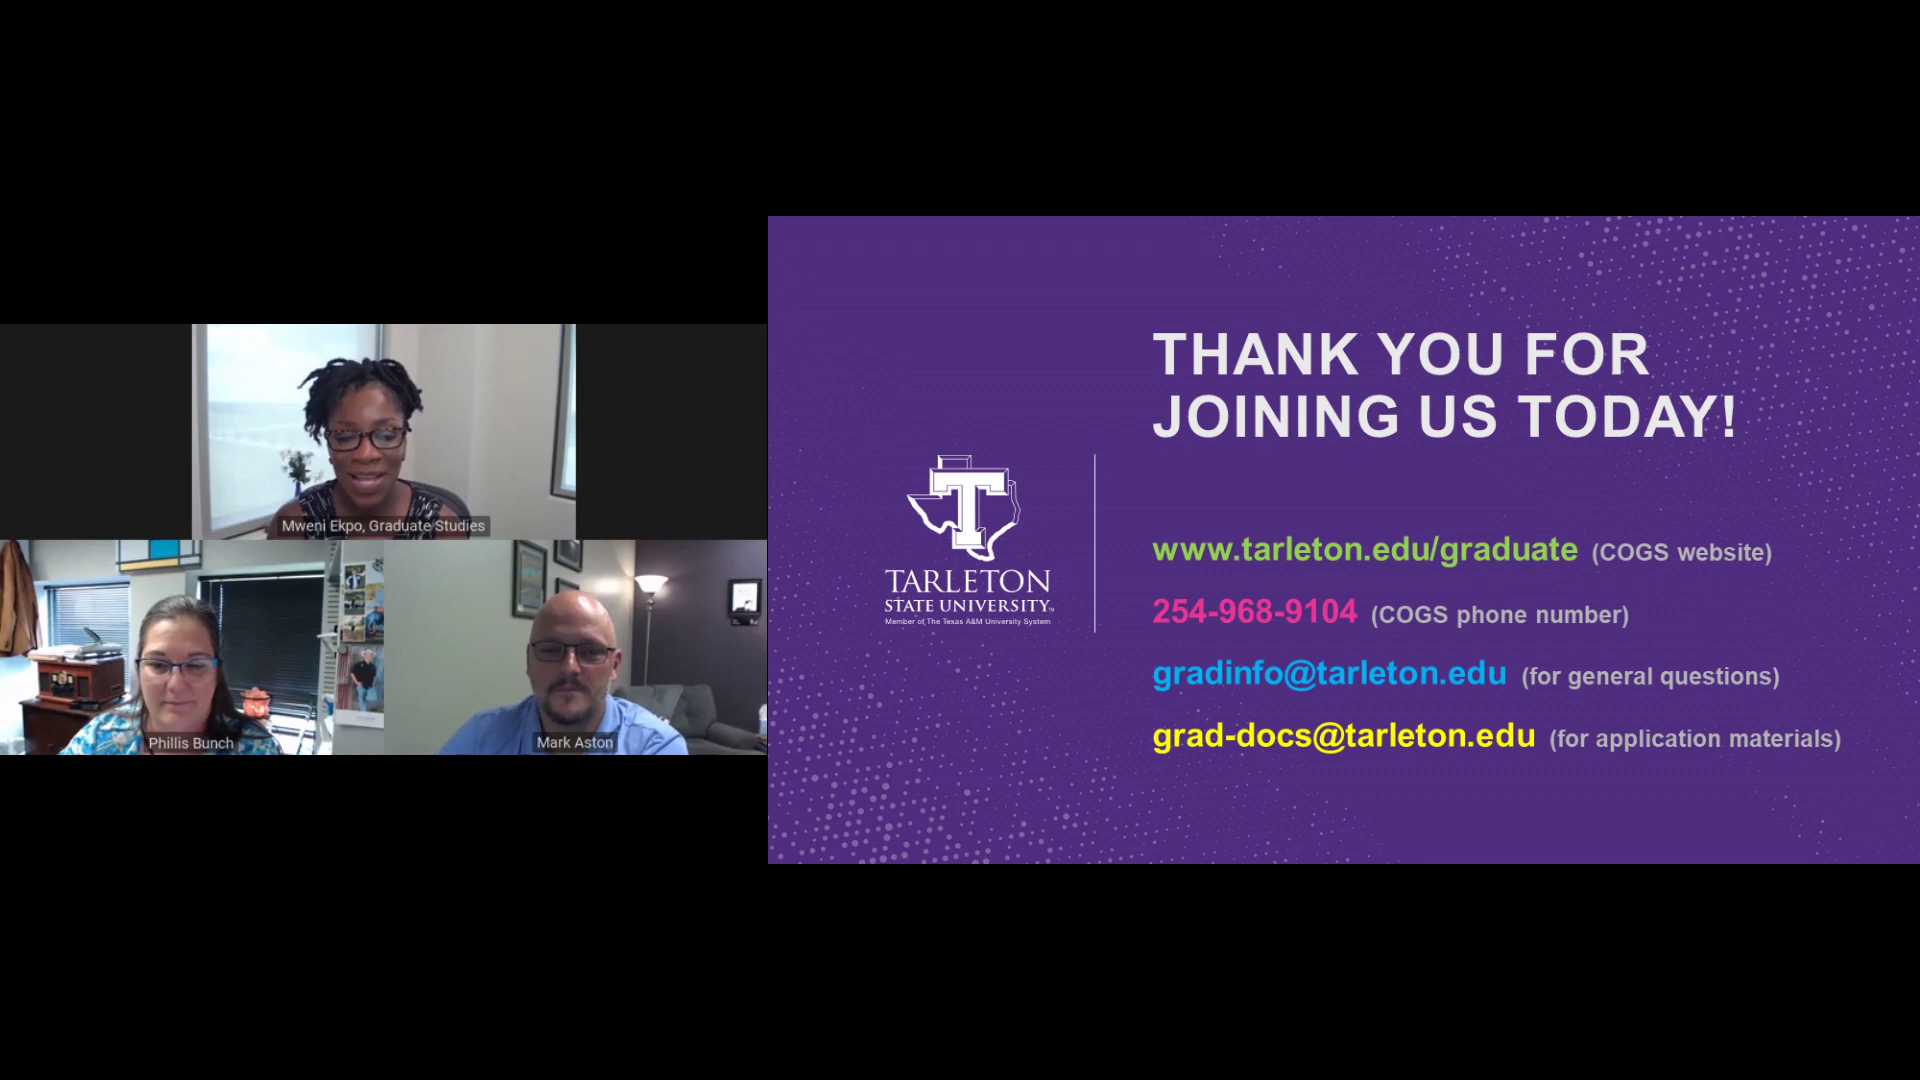 Mweni Ekpo, Graduate Studies
Phillis Bunch
Mark Aston
THANK YOU FOR
JOINING US TODAY!
TARLETON
STATE UNIVERSITY™
Member of The Texas A&M University System
www.tarleton.edu/graduate (COGS website)
254-968-9104 (COGS phone number)
gradinfo@tarleton.edu (for general questions)
grad-docs@tarleton.edu (for application materials)